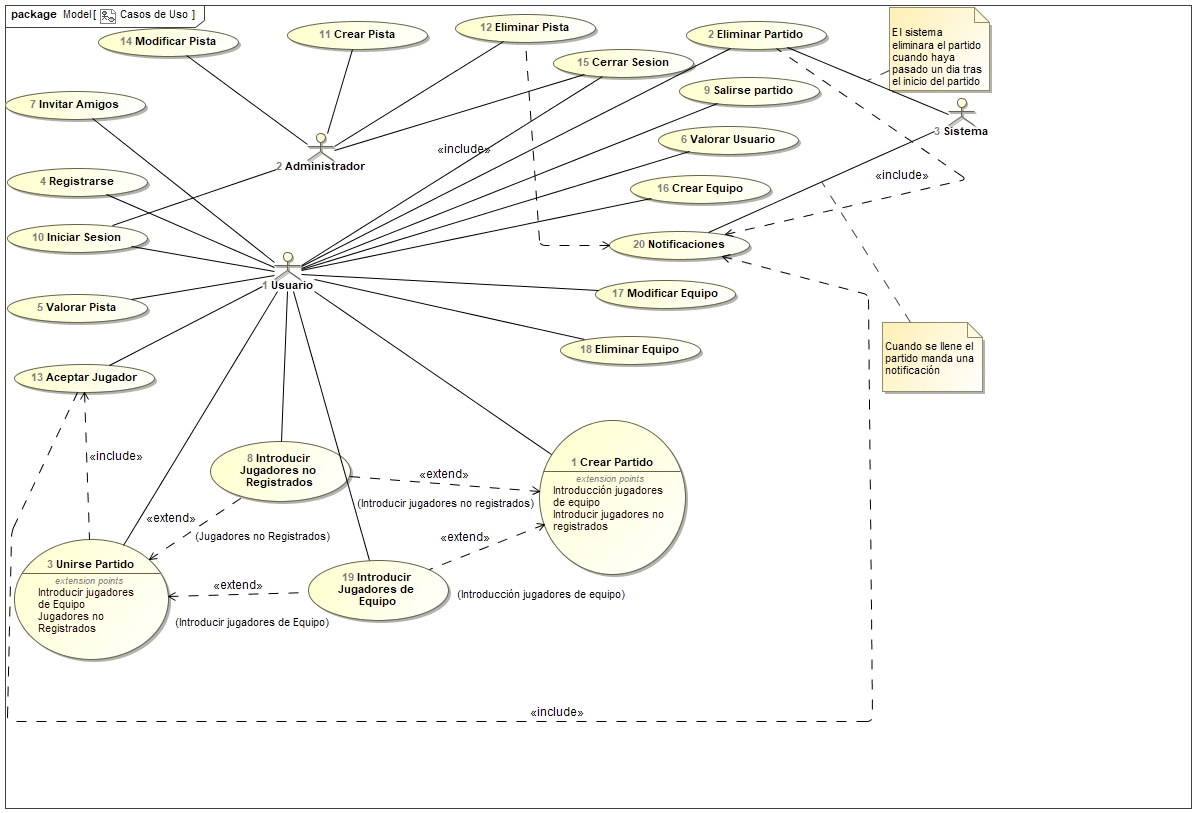 package Model[ Casos de Uso ]
14 Modificar Pista
11 Crear Pista
12 Eliminar Pista
2 Eliminar Partido
El sistema
eliminara el partido
cuando haya
pasado un dia tras
el inicio del partido
15 Cerrar Sesion
7 Invitar Amigos
9 Salirse partido
3 Sistema
6 Valorar Usuario
«include»
2 Administrador
4 Registrarse
«include»
16 Crear Equipo
10 Iniciar Sesion
20 Notificaciones
1 Usuario
17 Modificar Equipo
5 Valorar Pista
18 Eliminar Equipo
Cuando se llene el
partido manda una
notificación
13 Aceptar Jugador
«include»
8 Introducir
Jugadores no
Registrados
«extend»
(Introducir jugadores no registrados)
1 Crear Partido
extension points
Introducción jugadores
de equipo
Introducir jugadores no
registrados
«extend»
(Jugadores no Registrados)
«extend»
(Introducción jugadores de equipo)
3 Unirse Partido
extension points
Introducir jugadores
de Equipo
Jugadores no
Registrados
«extend»
(Introducir jugadores de Equipo)
19 Introducir
Jugadores de
Equipo
«include»